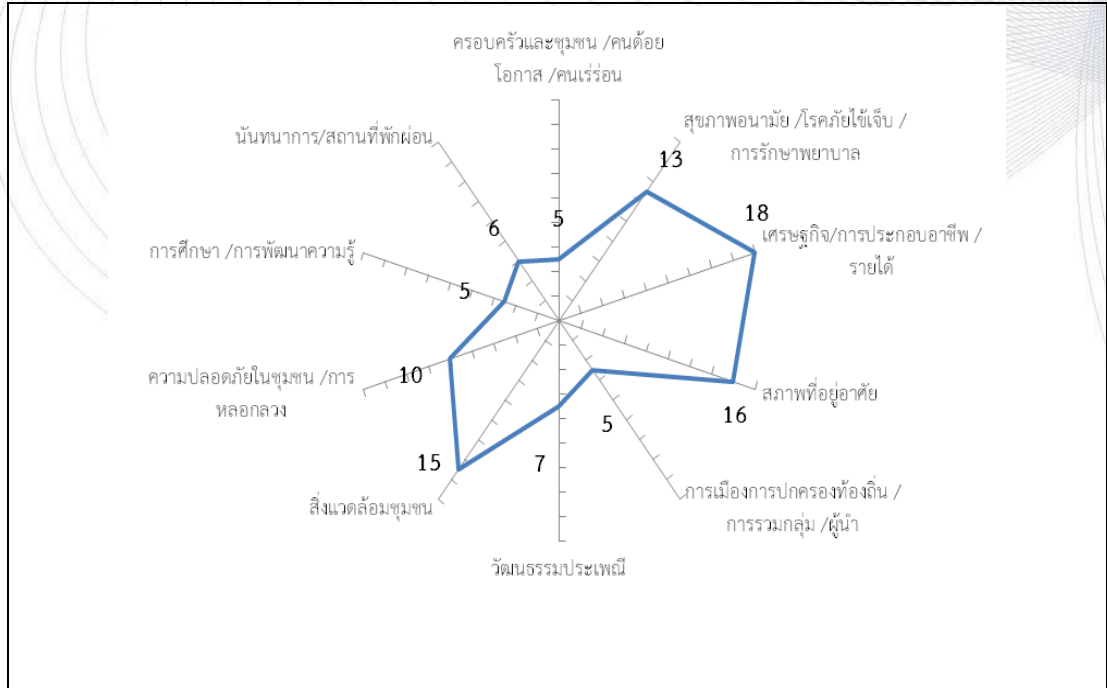 ครอบครัวและชุมชน /คนด้อย
โอกาส /คนเร่ร่อน
สุขภาพอนามัย /โรคภัยไข้เจ็บ /
การรักษาพยาบาล
13
18
เศรษฐกิจ/การประกอบอาชีพ /
รายได้
สภาพที่อยู่อาศัย
16
5
การเมืองการปกครองท้องถิ่น /
การรวมกลุ่ม /ผู้นำ
7
วัฒนธรรมประเพณี
15
สิ่งแวดล้อมชุมชน
10
ความปลอดภัยในชุมชน /การ
หลอกลวง
5
การศึกษา /การพัฒนาความรู้
6
นันทนาการ/สถานที่พักผ่อน
5